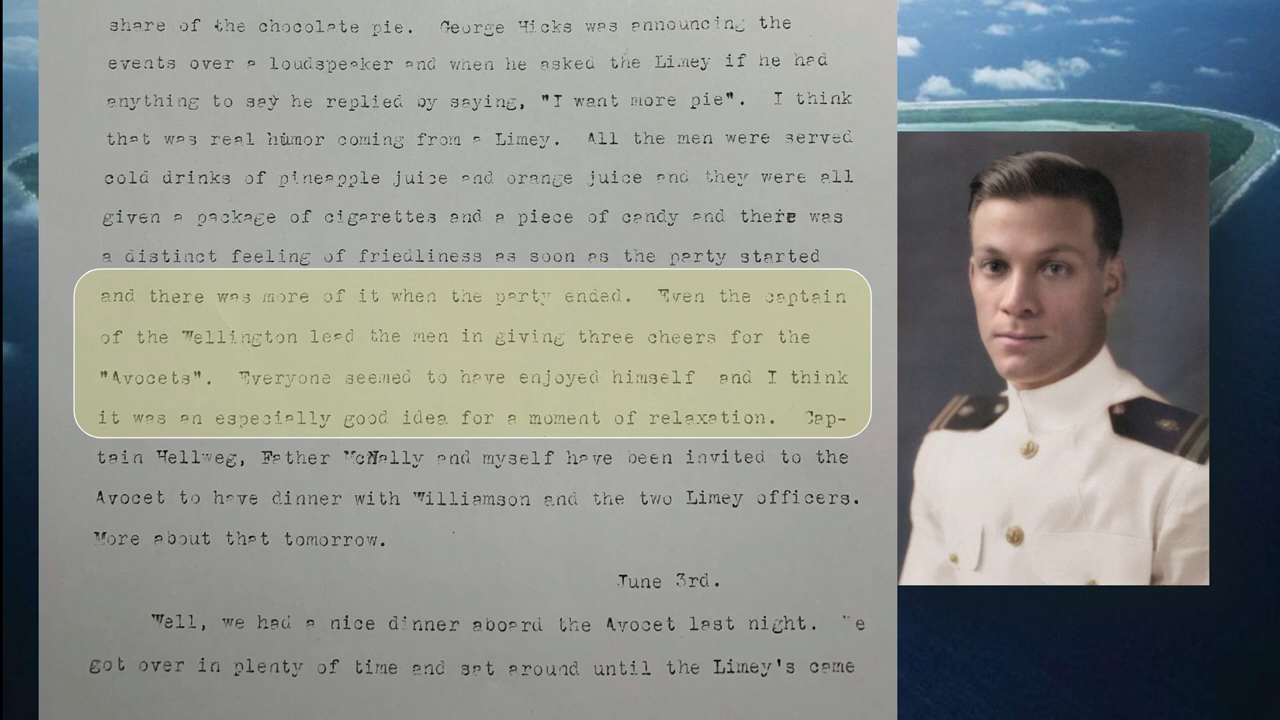 share of the chocolate pie. George Hicks was announcing the
events over a loudspeaker and when he asked the Limey if he had
anything to say he replied by saying, "I want more pie". I think
that was real humor coming from a Limey. All the men were served
cold drinks of pineapple juice and orange juice and they were all
given a package of cigarettes and a piece of candy and there was
a distinct feeling of friedliness as soon as the party started
and there was more of it when the party ended. Even the captain
of the Wellington lead the men in giving three cheers for the
"Avocets". Everyone seemed to have enjoyed himself and I think
it was an especially good idea for a moment of relaxation. Cap-
tain Hellweg, Father McNally and myself have been invited to the
Avocet to have dinner with Williamson and the two Limey officers.
More about that tomorrow.
June 3rd.
Well, we had a nice dinner aboard the Avocet last night. We
got over in plenty of time and sat around until the Limey's came